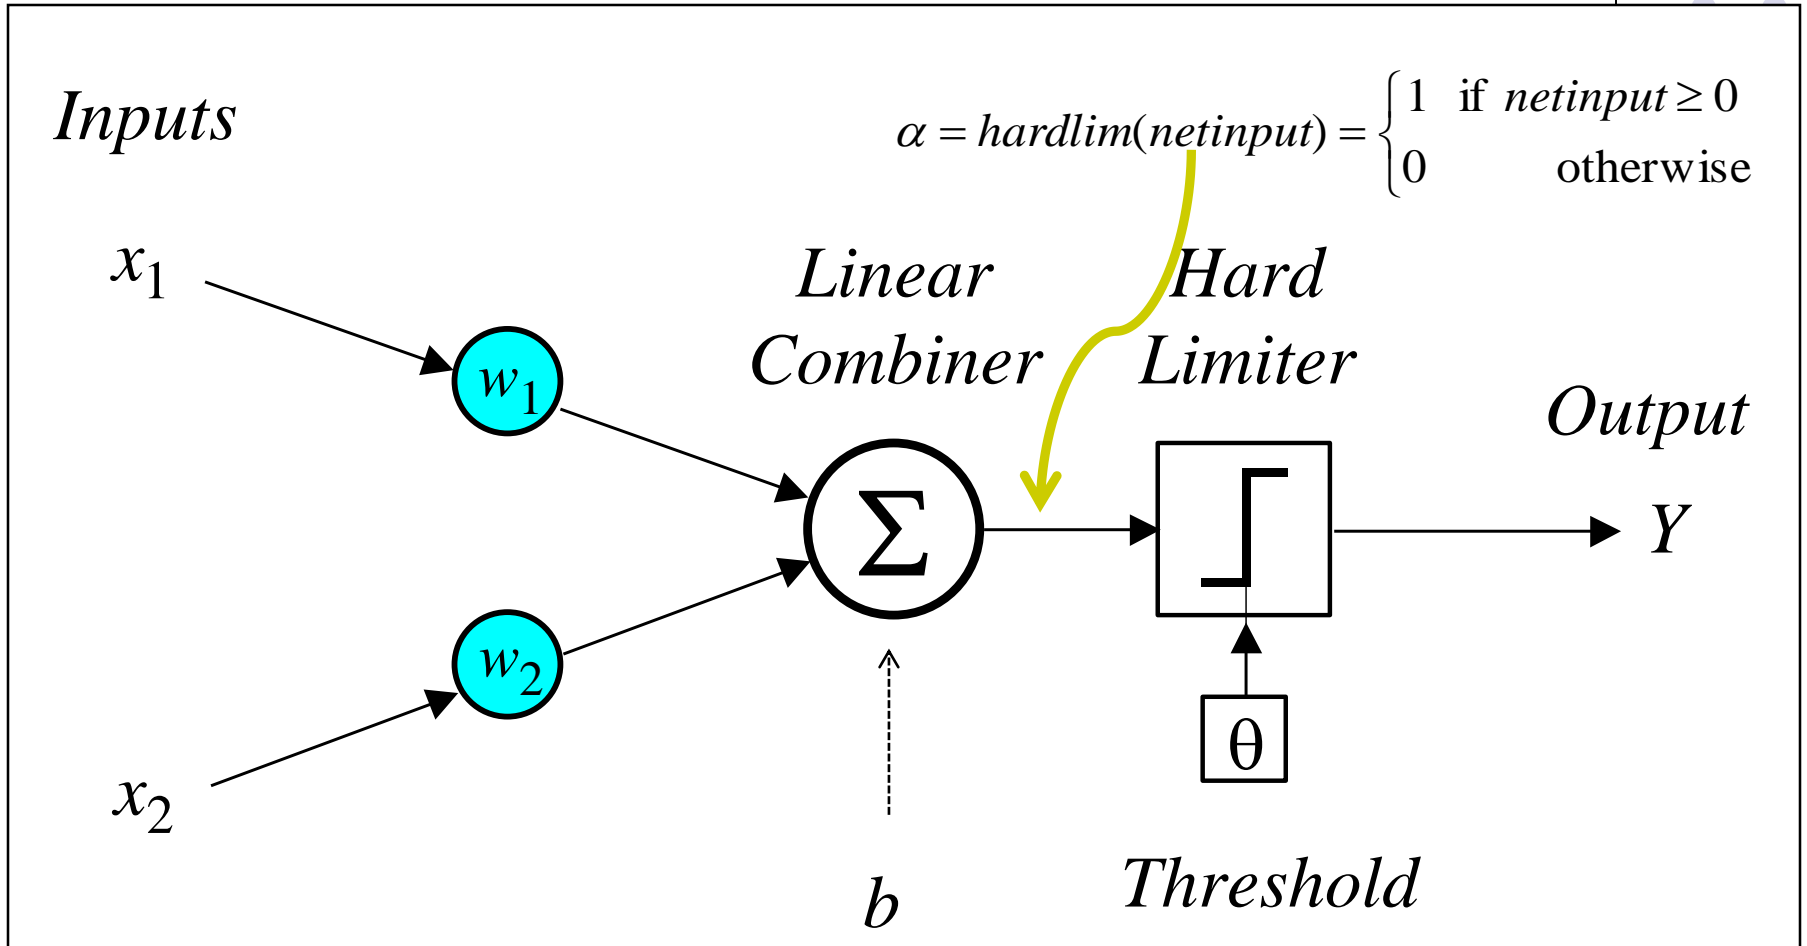 Inputs
α = hardlim(netinput) = { 1 if netinput ≥ 0
0 otherwise
x₁
Linear
Combiner
Hard
Limiter
w₁
Output
Σ
Y
w₂
θ
x₂
b
Threshold